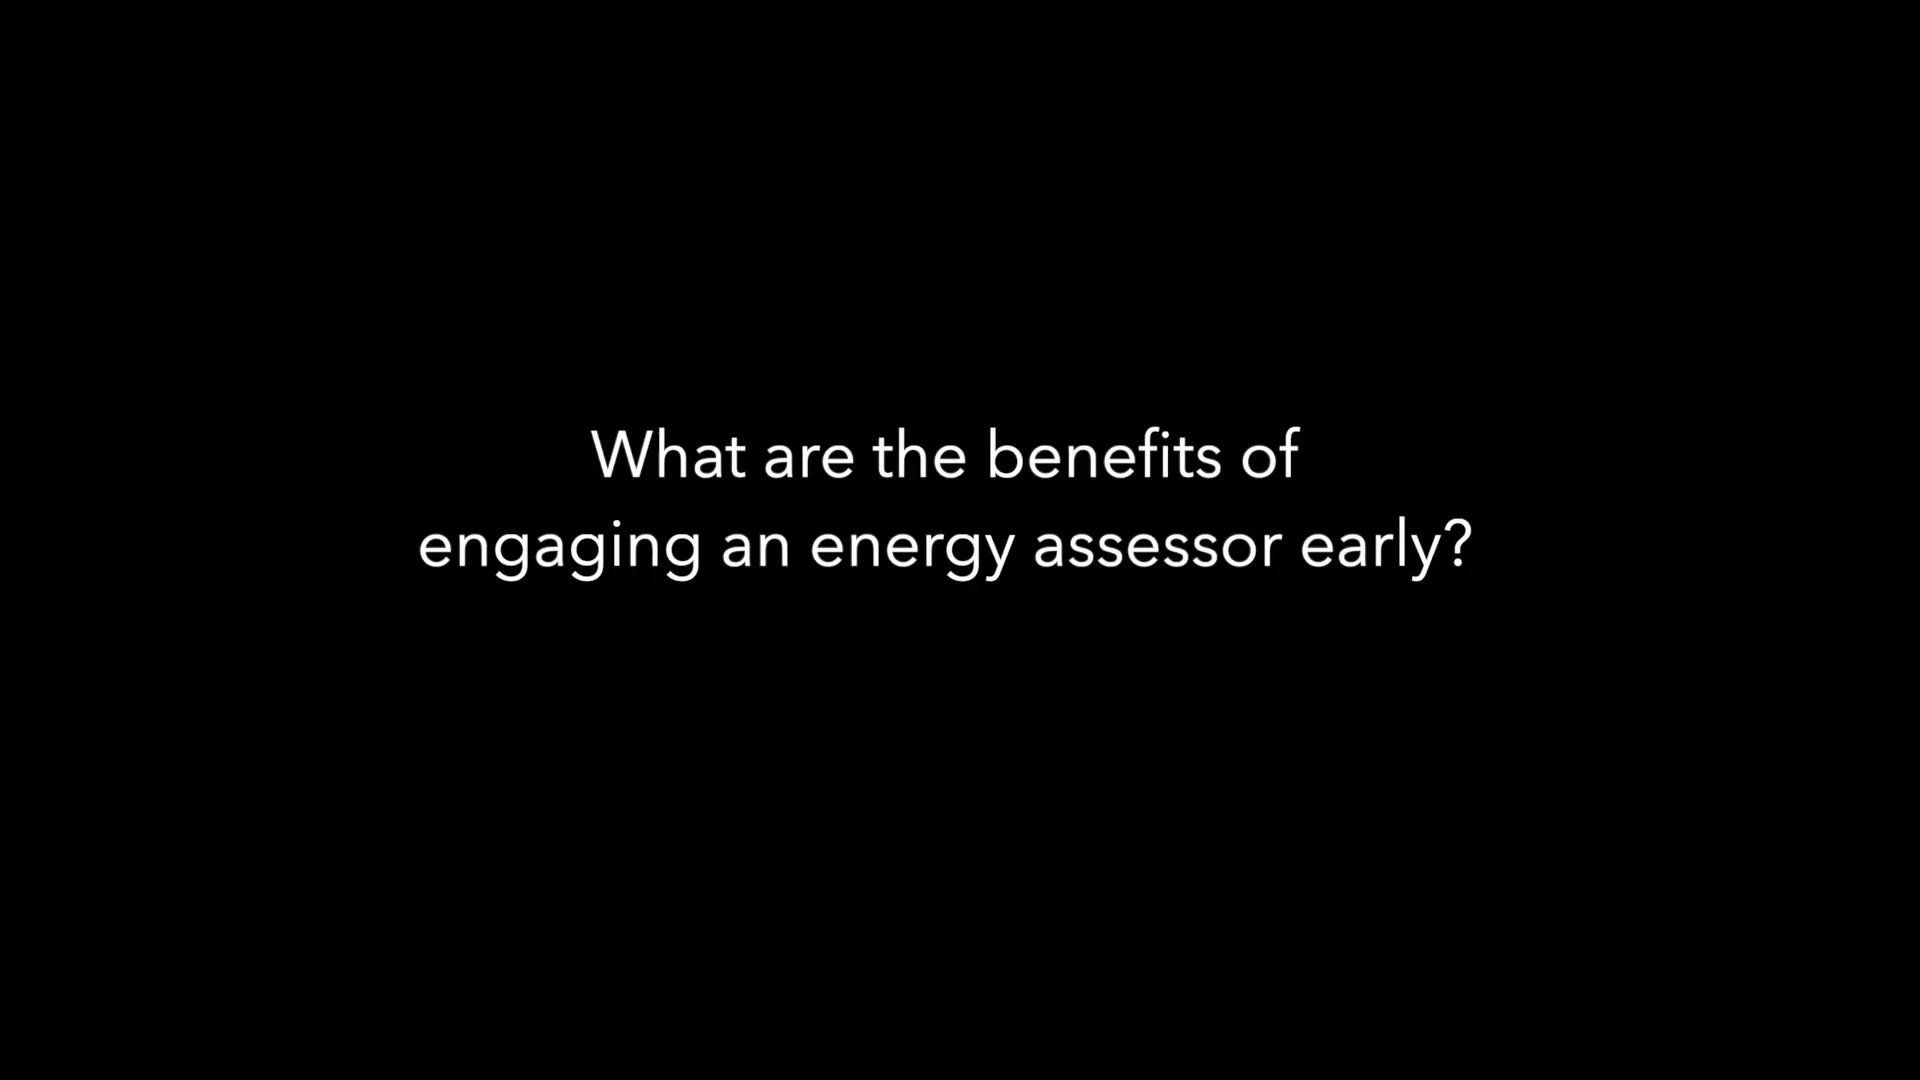 What are the benefits of
engaging an energy assessor early?